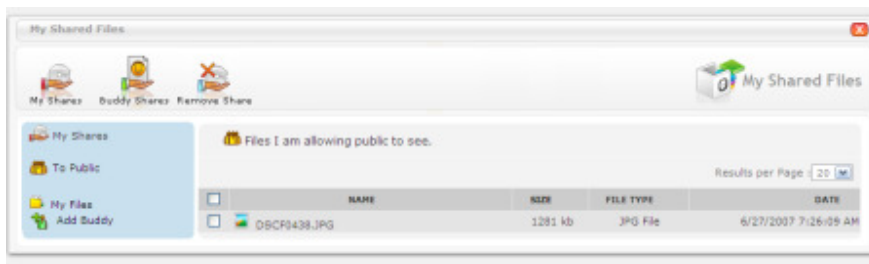 My Shared Files
My Shares Buddy Shares Remove Share
My Shared Files
My Shares
To Public
My Files
Add Buddy
Files I am allowing public to see.
Results per Page : 20
NAME SIZE FILE TYPE DATE
DSCF0438.JPG 1281 kb JPG File 6/27/2007 7:26:09 AM